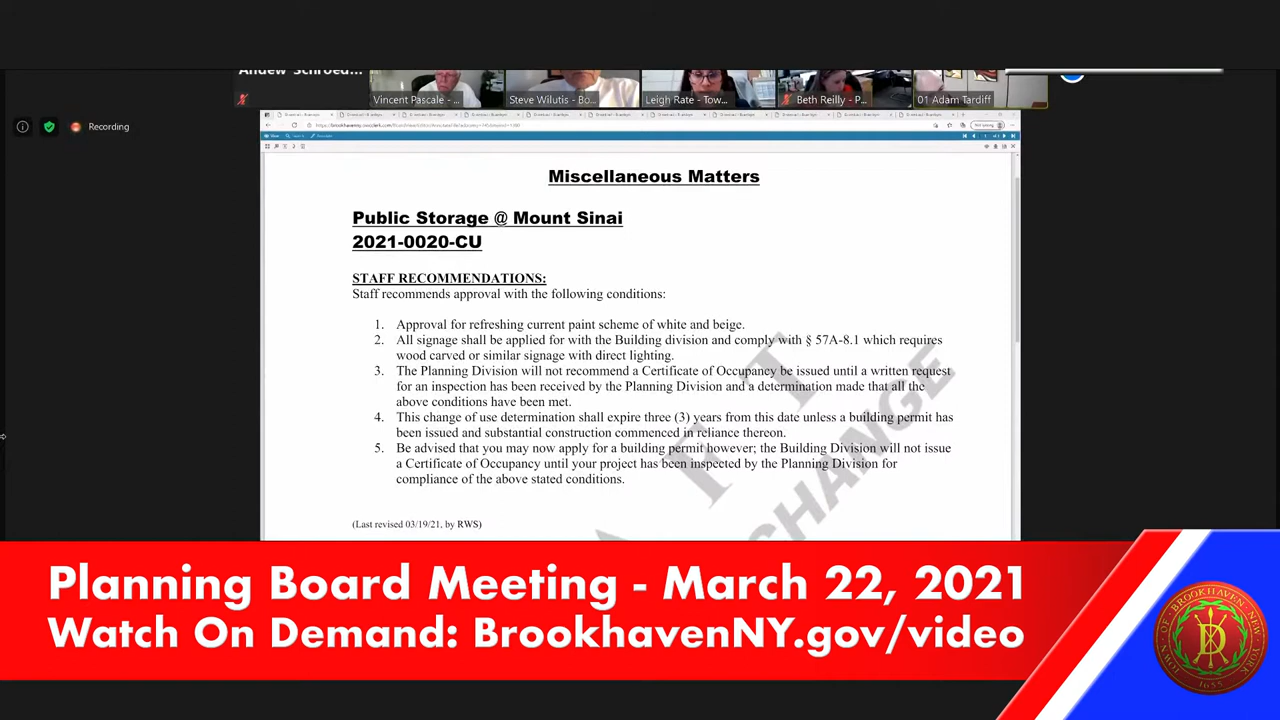 Andew Schroed...
Vincent Pascale - ...
Steve Wilutis - Bo...
Leigh Rate - Tow...
Beth Reilly - P...
01 Adam Tardiff
Recording
Miscellaneous Matters
Public Storage @ Mount Sinai
2021-0020-CU
STAFF RECOMMENDATIONS:
Staff recommends approval with the following conditions:
1. Approval for refreshing current paint scheme of white and beige.
2. All signage shall be applied for with the Building division and comply with § 57A-8.1 which requires
wood carved or similar signage with direct lighting.
3. The Planning Division will not recommend a Certificate of Occupancy be issued until a written request
for an inspection has been received by the Planning Division and a determination made that all the
above conditions have been met.
4. This change of use determination shall expire three (3) years from this date unless a building permit has
been issued and substantial construction commenced in reliance thereon.
5. Be advised that you may now apply for a building permit however; the Building Division will not issue
a Certificate of Occupancy until your project has been inspected by the Planning Division for
compliance of the above stated conditions.
(Last revised 03/19/21, by RWS)
CHANGE
Planning Board Meeting - March 22, 2021
Watch On Demand: BrookhavenNY.gov/video
TOWN OF BROOKHAVEN NEW YORK
D
1655